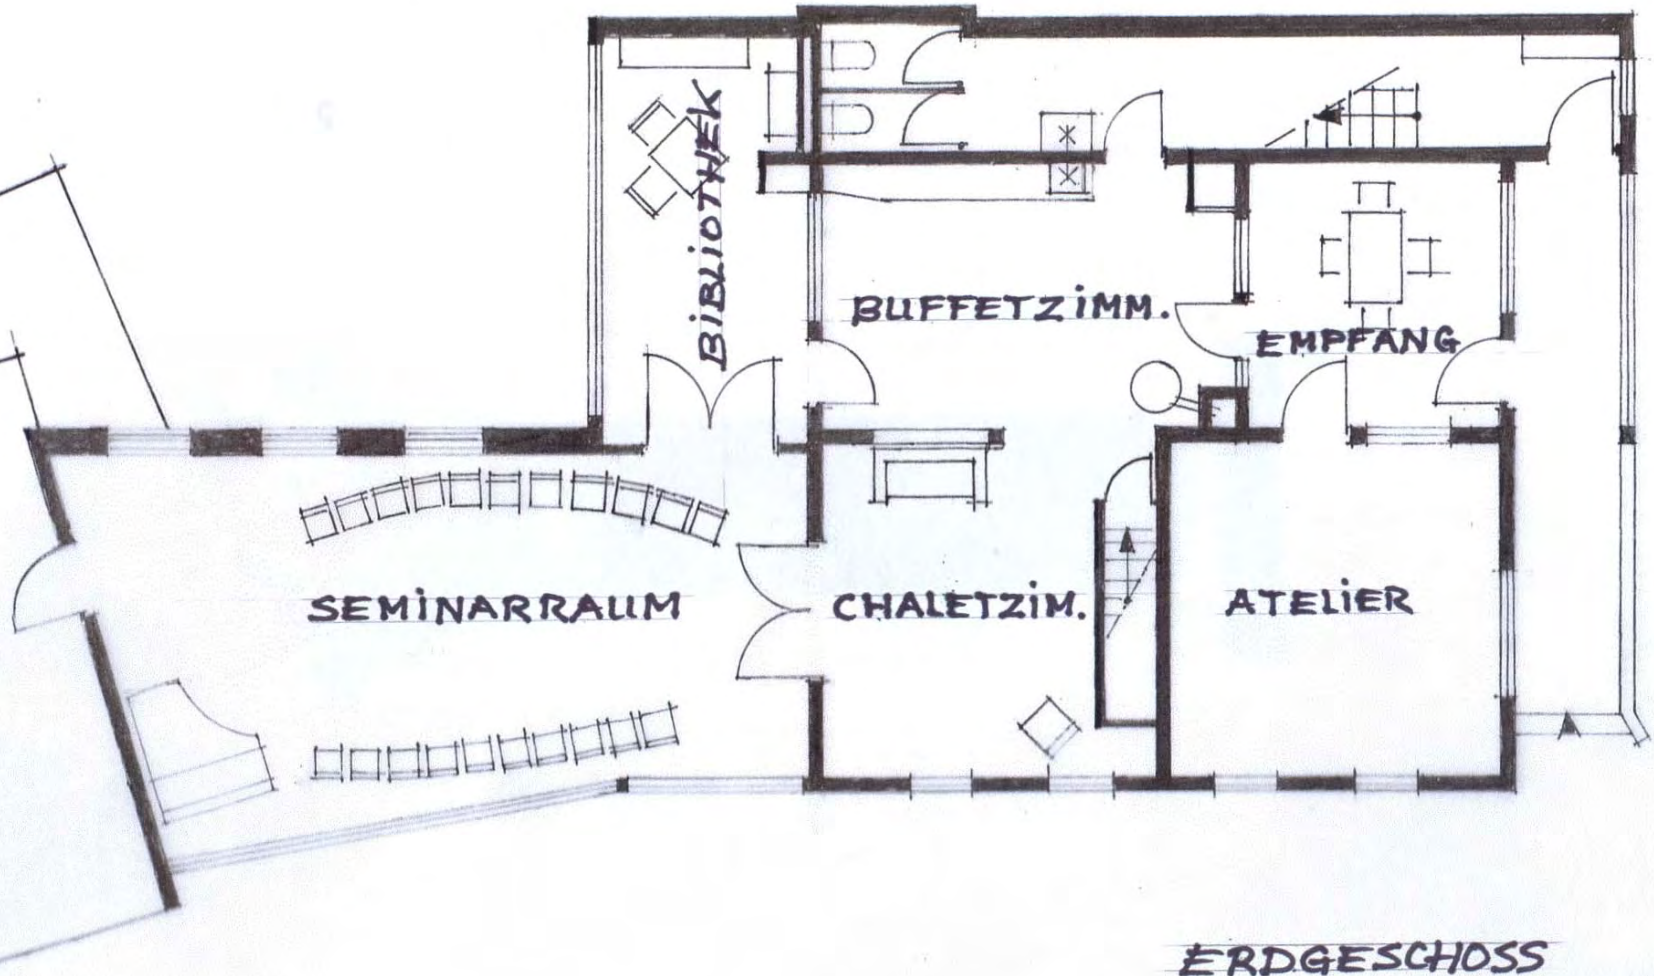 BiBLiOTHEK
BUFFETZiMM.
EMPFANG
SEMiNARRAUM
CHALETZiM.
ATELiER
ERDGESCHOSS